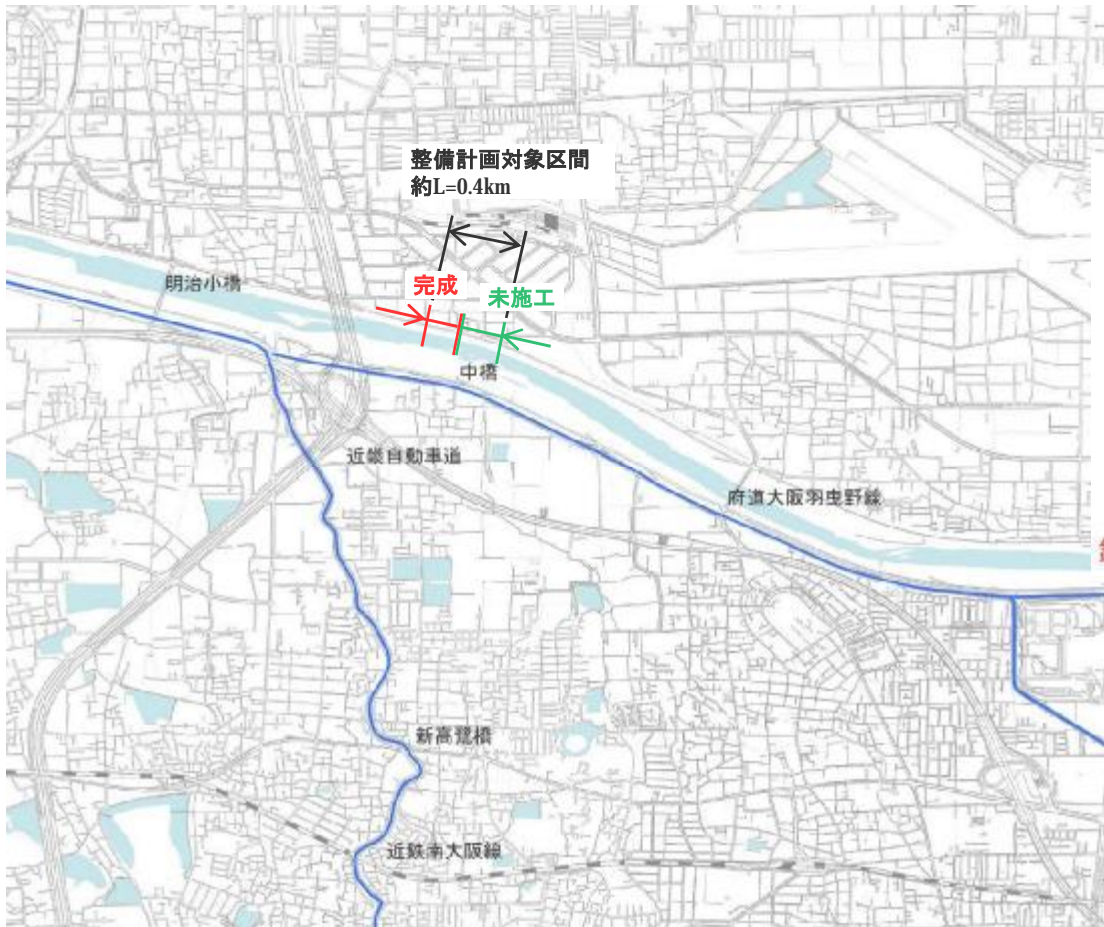 整備計画対象区間
約L=0.4km
明治小橋
完成
未施工
中橋
近畿自動車道
府道大阪羽曳野線
新高鷲橋
近鉄南大阪線